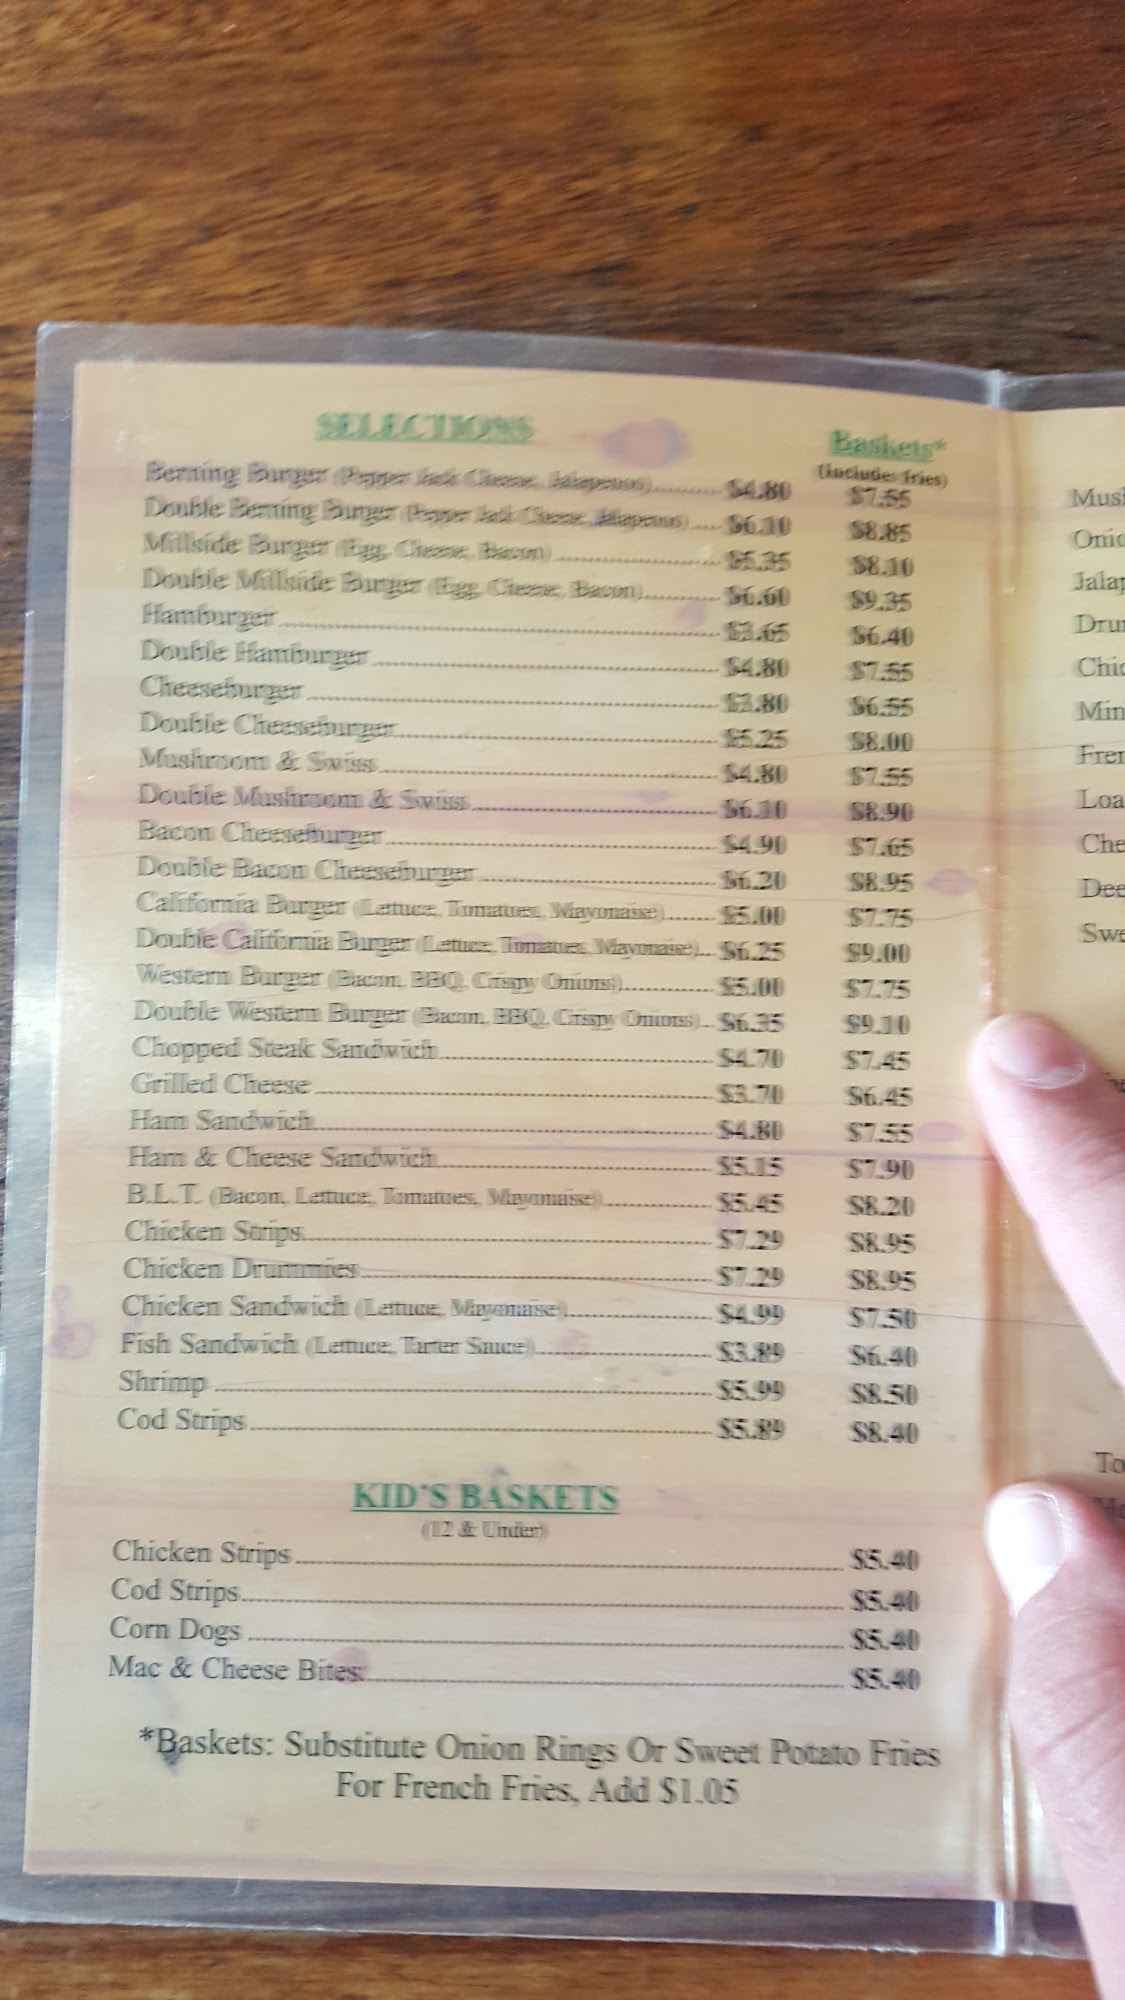 SELECTIONS
Baskets*
(includes fries)
Berning Burger (Pepper Jack Cheese, Jalapenos) $4.80 $7.55
Double Berning Burger (Pepper Jack Cheese, Jalapenos) $6.10 $8.85
Millside Burger (Egg, Cheese, Bacon) $5.35 $8.10
Double Millside Burger (Egg, Cheese, Bacon) $6.60 $9.35
Hamburger $3.65 $6.40
Double Hamburger $4.80 $7.55
Cheeseburger $3.80 $6.55
Double Cheeseburger $5.25 $8.00
Mushroom & Swiss $4.80 $7.55
Double Mushroom & Swiss $6.10 $8.90
Bacon Cheeseburger $4.90 $7.65
Double Bacon Cheeseburger $6.20 $8.95
California Burger (Lettuce, Tomatoes, Mayonaise) $5.00 $7.75
Double California Burger (Lettuce, Tomatoes, Mayonaise) $6.25 $9.00
Western Burger (Bacon, BBQ, Crispy Onions) $5.00 $7.75
Double Western Burger (Bacon, BBQ, Crispy Onions) $6.35 $9.10
Chopped Steak Sandwich $4.70 $7.45
Grilled Cheese $3.70 $6.45
Ham Sandwich $4.80 $7.55
Ham & Cheese Sandwich $5.15 $7.90
B.L.T. (Bacon, Lettuce, Tomatoes, Mayonaise) $5.45 $8.20
Chicken Strips $7.29 $8.95
Chicken Drummies $7.29 $8.95
Chicken Sandwich (Lettuce, Mayonaise) $4.99 $7.50
Fish Sandwich (Lettuce, Tarter Sauce) $3.89 $6.40
Shrimp $5.99 $8.50
Cod Strips $5.89 $8.40
KID'S BASKETS
(12 & Under)
Chicken Strips $5.40
Cod Strips $5.40
Corn Dogs $5.40
Mac & Cheese Bites $5.40
*Baskets: Substitute Onion Rings Or Sweet Potato Fries
For French Fries, Add $1.05